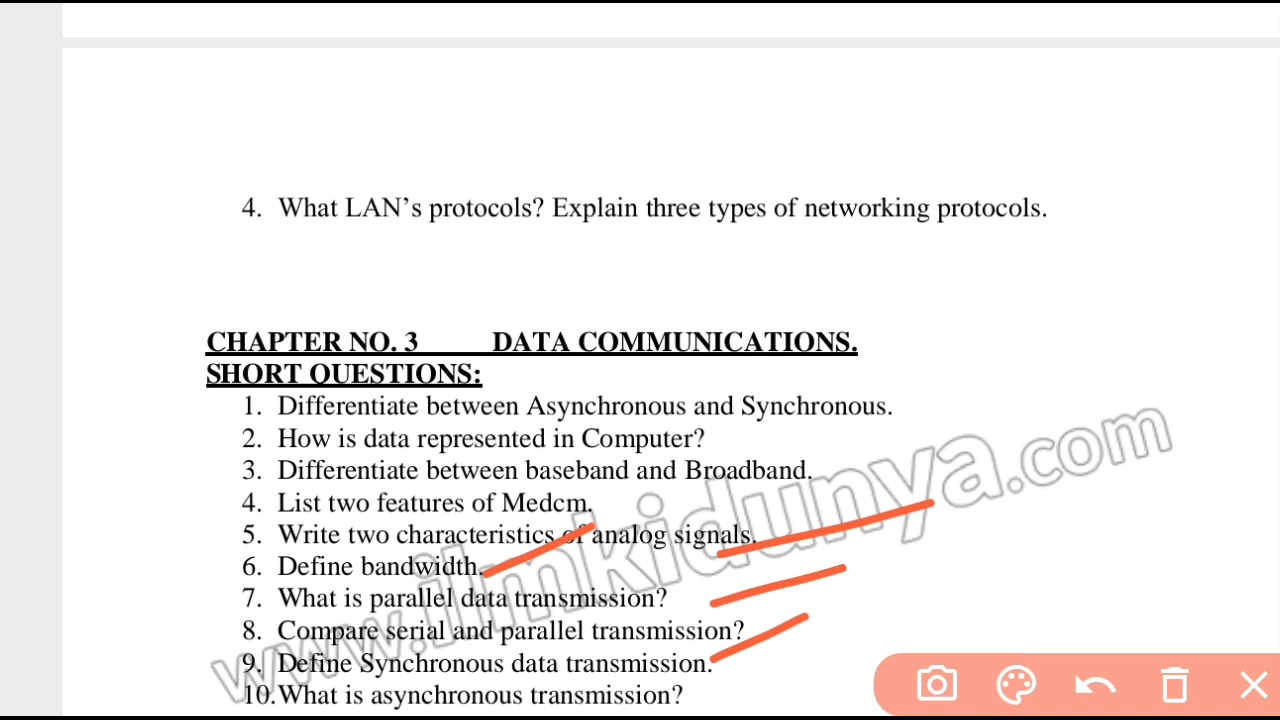 4. What LAN’s protocols? Explain three types of networking protocols.
CHAPTER NO. 3 DATA COMMUNICATIONS.
SHORT QUESTIONS:
1. Differentiate between Asynchronous and Synchronous.
2. How is data represented in Computer?
3. Differentiate between baseband and Broadband.
4. List two features of Medcm.
5. Write two characteristics of analog signals.
6. Define bandwidth.
7. What is parallel data transmission?
8. Compare serial and parallel transmission?
9. Define Synchronous data transmission.
10. What is asynchronous transmission?
www.ilmkidunya.com